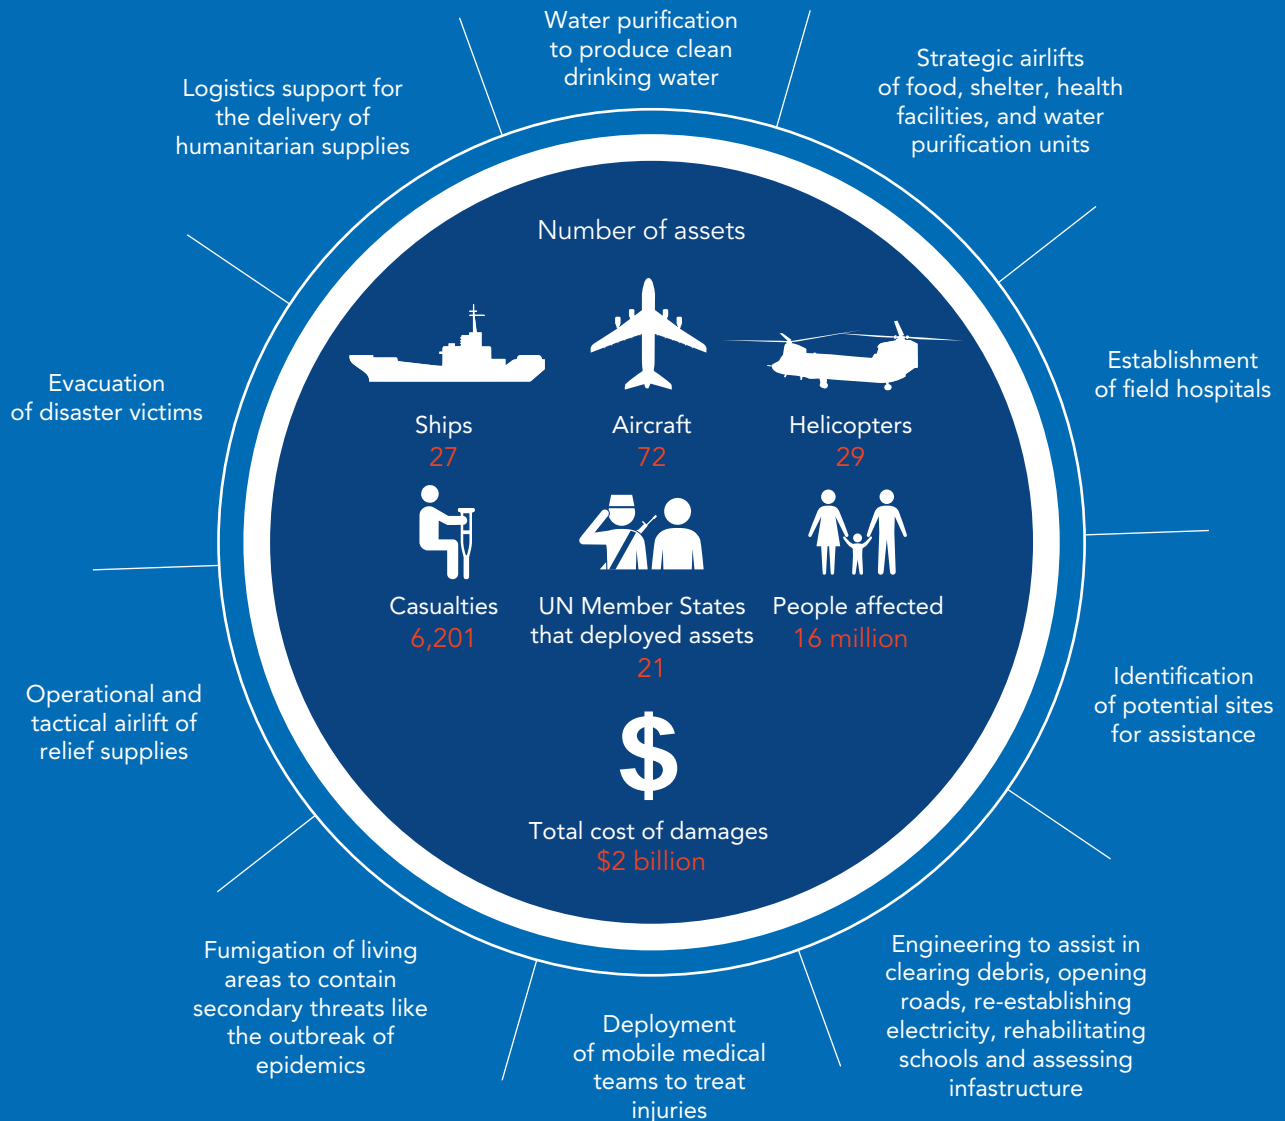 Water purification
to produce clean
drinking water
Strategic airlifts
of food, shelter, health
facilities, and water
purification units
Establishment
of field hospitals
Identification
of potential sites
for assistance
Engineering to assist in
clearing debris, opening
roads, re-establishing
electricity, rehabilitating
schools and assessing
infastructure
Deployment
of mobile medical
teams to treat
injuries
Fumigation of living
areas to contain
secondary threats like
the outbreak of
epidemics
Operational and
tactical airlift of
relief supplies
Evacuation
of disaster victims
Logistics support for
the delivery of
humanitarian supplies
Number of assets
Ships
27
Aircraft
72
Helicopters
29
Casualties
6,201
UN Member States
that deployed assets
21
People affected
16 million
$
Total cost of damages
$2 billion